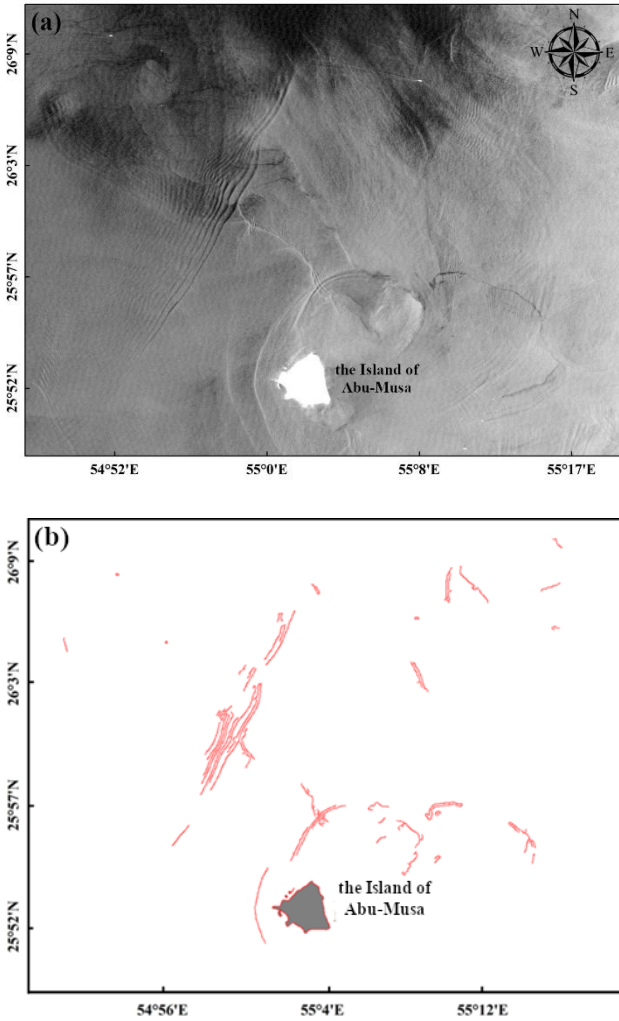 (a)
N
W
E
S
26°9'N
26°3'N
25°57'N
25°52'N
the Island of
Abu-Musa
54°52'E
55°0'E
55°8'E
55°17'E
(b)
26°9'N
26°3'N
25°57'N
25°52'N
the Island of
Abu-Musa
54°56'E
55°4'E
55°12'E